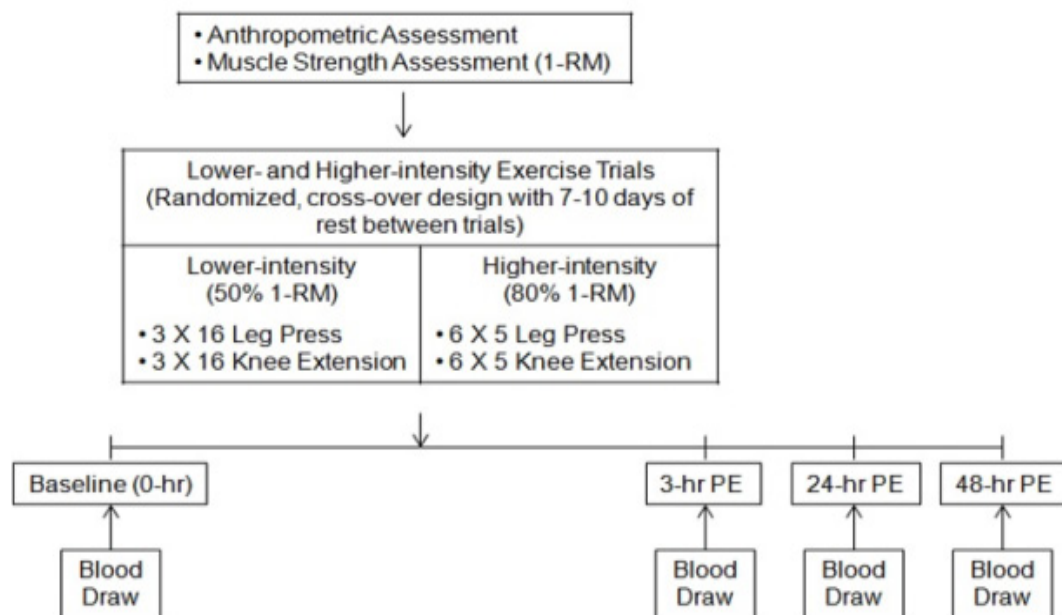 • Anthropometric Assessment
• Muscle Strength Assessment (1-RM)
Lower- and Higher-intensity Exercise Trials
(Randomized, cross-over design with 7-10 days of
rest between trials)
Lower-intensity
(50% 1-RM)
• 3 X 16 Leg Press
• 3 X 16 Knee Extension
Higher-intensity
(80% 1-RM)
• 6 X 5 Leg Press
• 6 X 5 Knee Extension
Baseline (0-hr)
3-hr PE
24-hr PE
48-hr PE
Blood
Draw
Blood
Draw
Blood
Draw
Blood
Draw